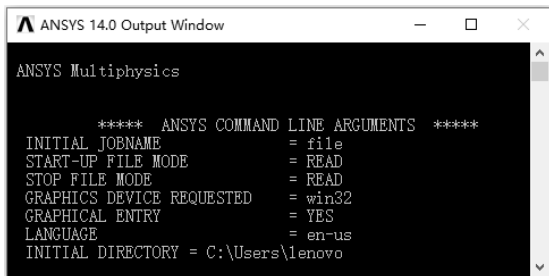 ANSYS 14.0 Output Window
ANSYS Multiphysics
***** ANSYS COMMAND LINE ARGUMENTS *****
INITIAL JOBNAME = file
START-UP FILE MODE = READ
STOP FILE MODE = READ
GRAPHICS DEVICE REQUESTED = win32
GRAPHICAL ENTRY = YES
LANGUAGE = en-us
INITIAL DIRECTORY = C:\Users\lenovo